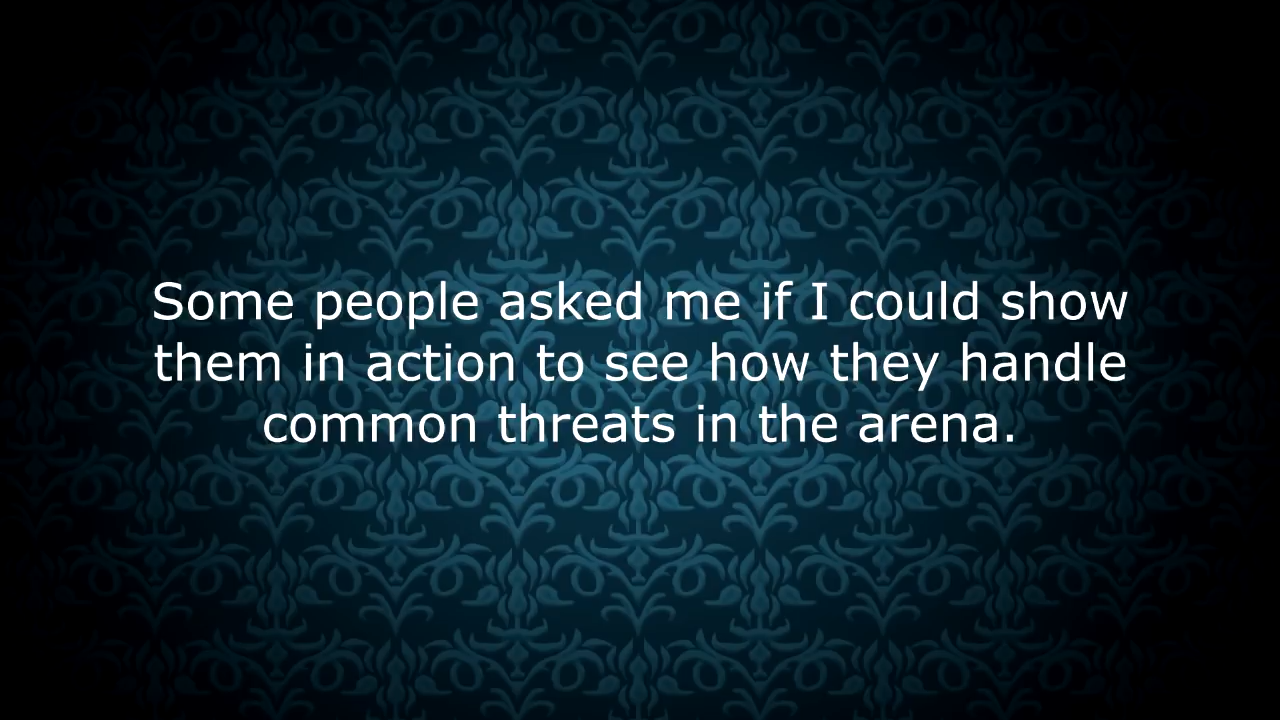 Some people asked me if I could show
them in action to see how they handle
common threats in the arena.